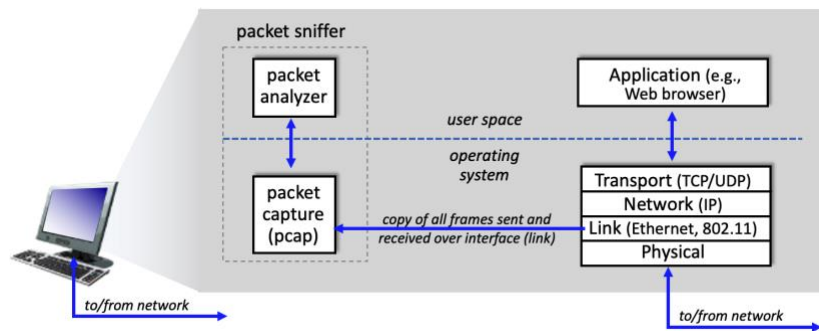 packet sniffer
packet
analyzer
Application (e.g.,
Web browser)
user space
operating
system
packet
capture
(pcap)
copy of all frames sent and
received over interface (link)
Transport (TCP/UDP)
Network (IP)
Link (Ethernet, 802.11)
Physical
to/from network
to/from network